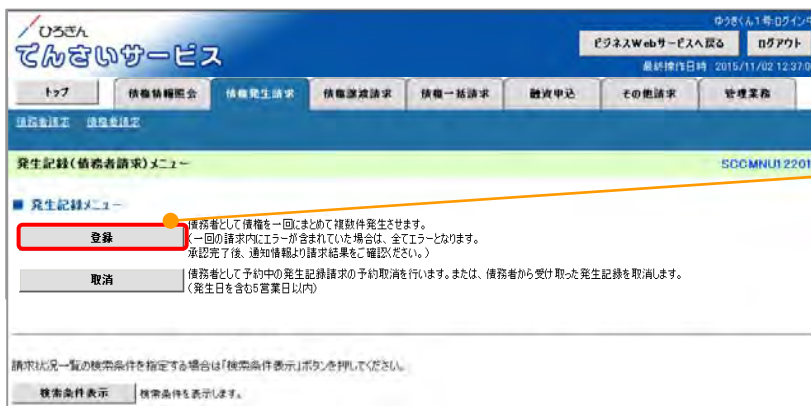 ひろぎん
でんさいサービス
ゆうぎくん1号:ログイン中
ビジネスWebサービスへ戻る
ログアウト
最終操作日時 2015/11/02 12:37:0
トップ
債権情報照会
債権発生請求
債権譲渡請求
債権一括請求
融資申込
その他請求
管理業務
債務者請求 債権者請求
発生記録(債務者請求)メニュー
SCCMNU12201
■ 発生記録メニュー
登録
債務者として債権を一回にまとめて複数件発生させます。
(一回の請求内にエラーが含まれていた場合は、全てエラーとなります。
承認完了後、通知情報より請求結果をご確認ください。)
取消
債務者として予約中の発生記録請求の予約取消を行います。または、債務者から受け取った発生記録を取消します。
(発生日を含む5営業日以内)
請求状況一覧の検索条件を指定する場合は「検索条件表示」ボタンを押してください。
検索条件表示
検索条件を表示します。